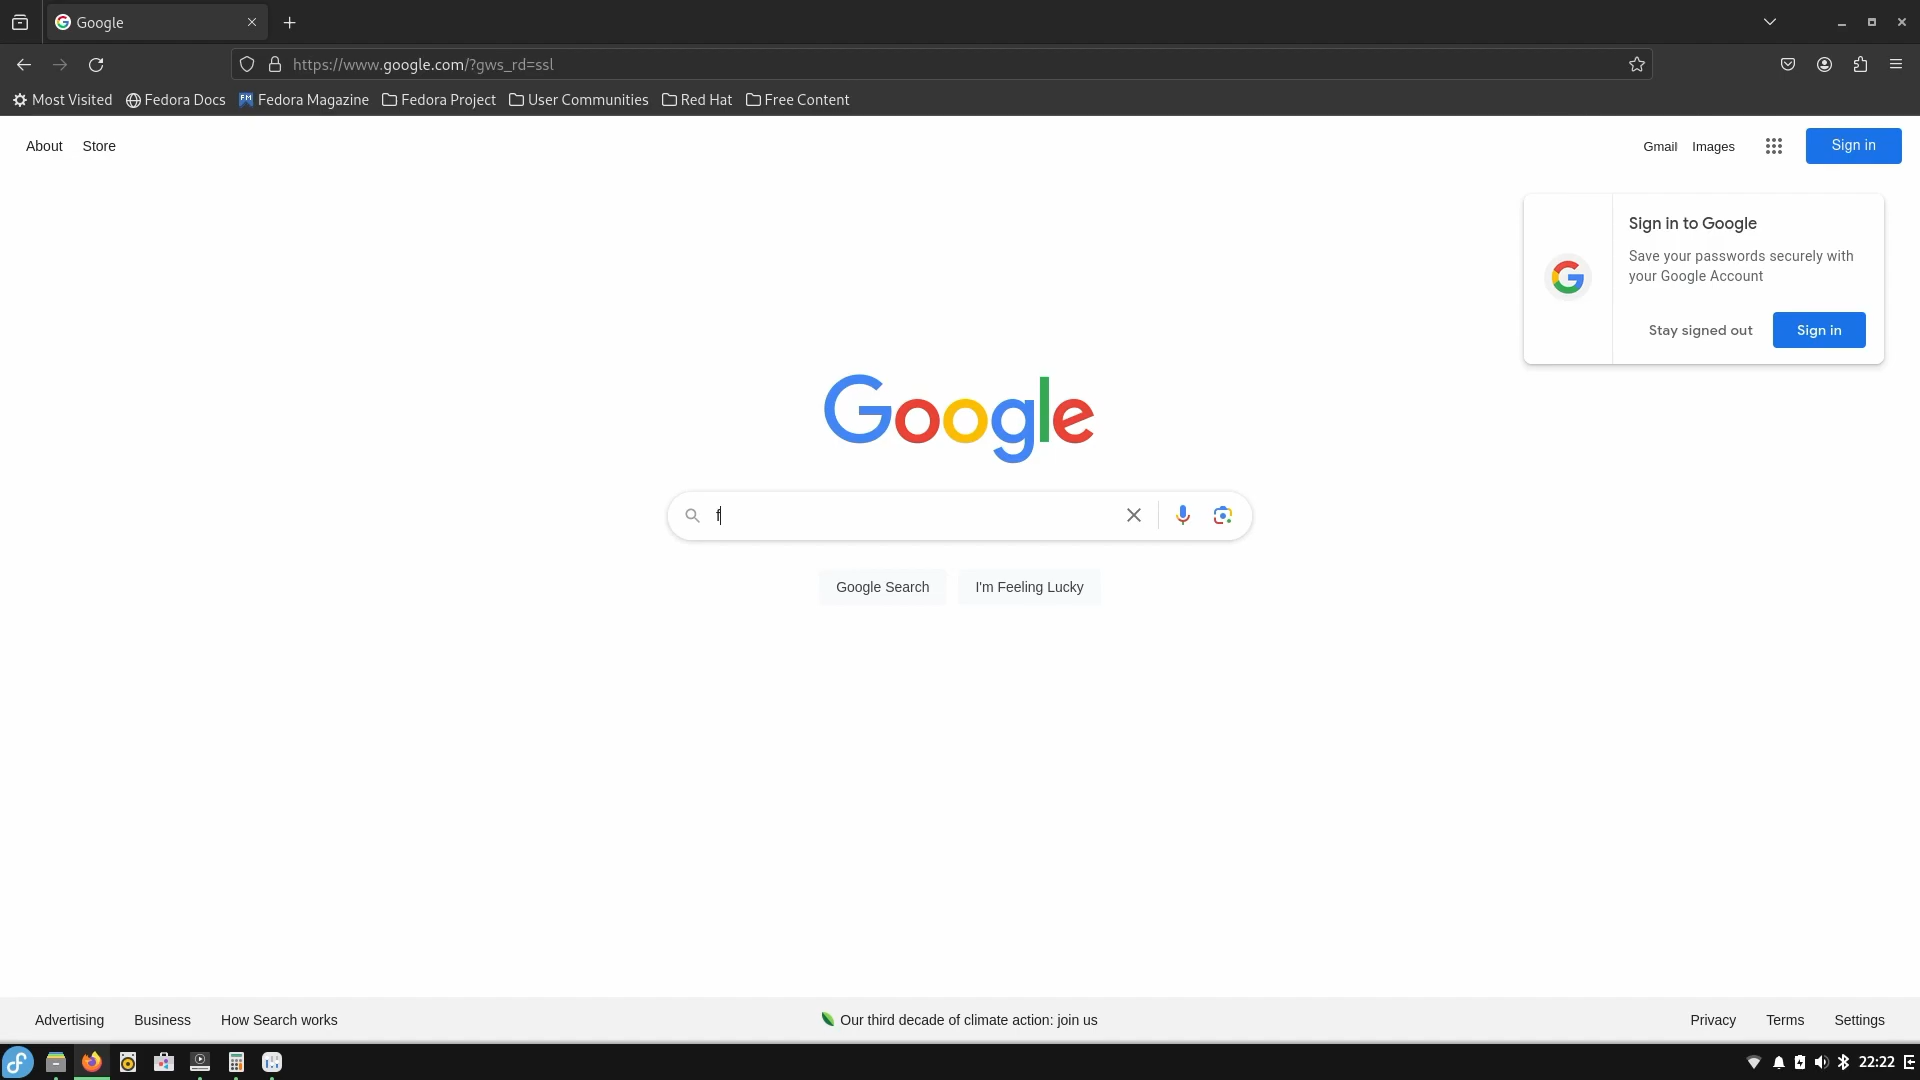 Google
https://www.google.com/?gws_rd=ssl
Most Visited Fedora Docs FM Fedora Magazine Fedora Project User Communities Red Hat Free Content
About Store Gmail Images Sign in
Sign in to Google
Save your passwords securely with
your Google Account
Stay signed out Sign in
Google
f
Google Search I'm Feeling Lucky
Advertising Business How Search works Our third decade of climate action: join us Privacy Terms Settings
22:22